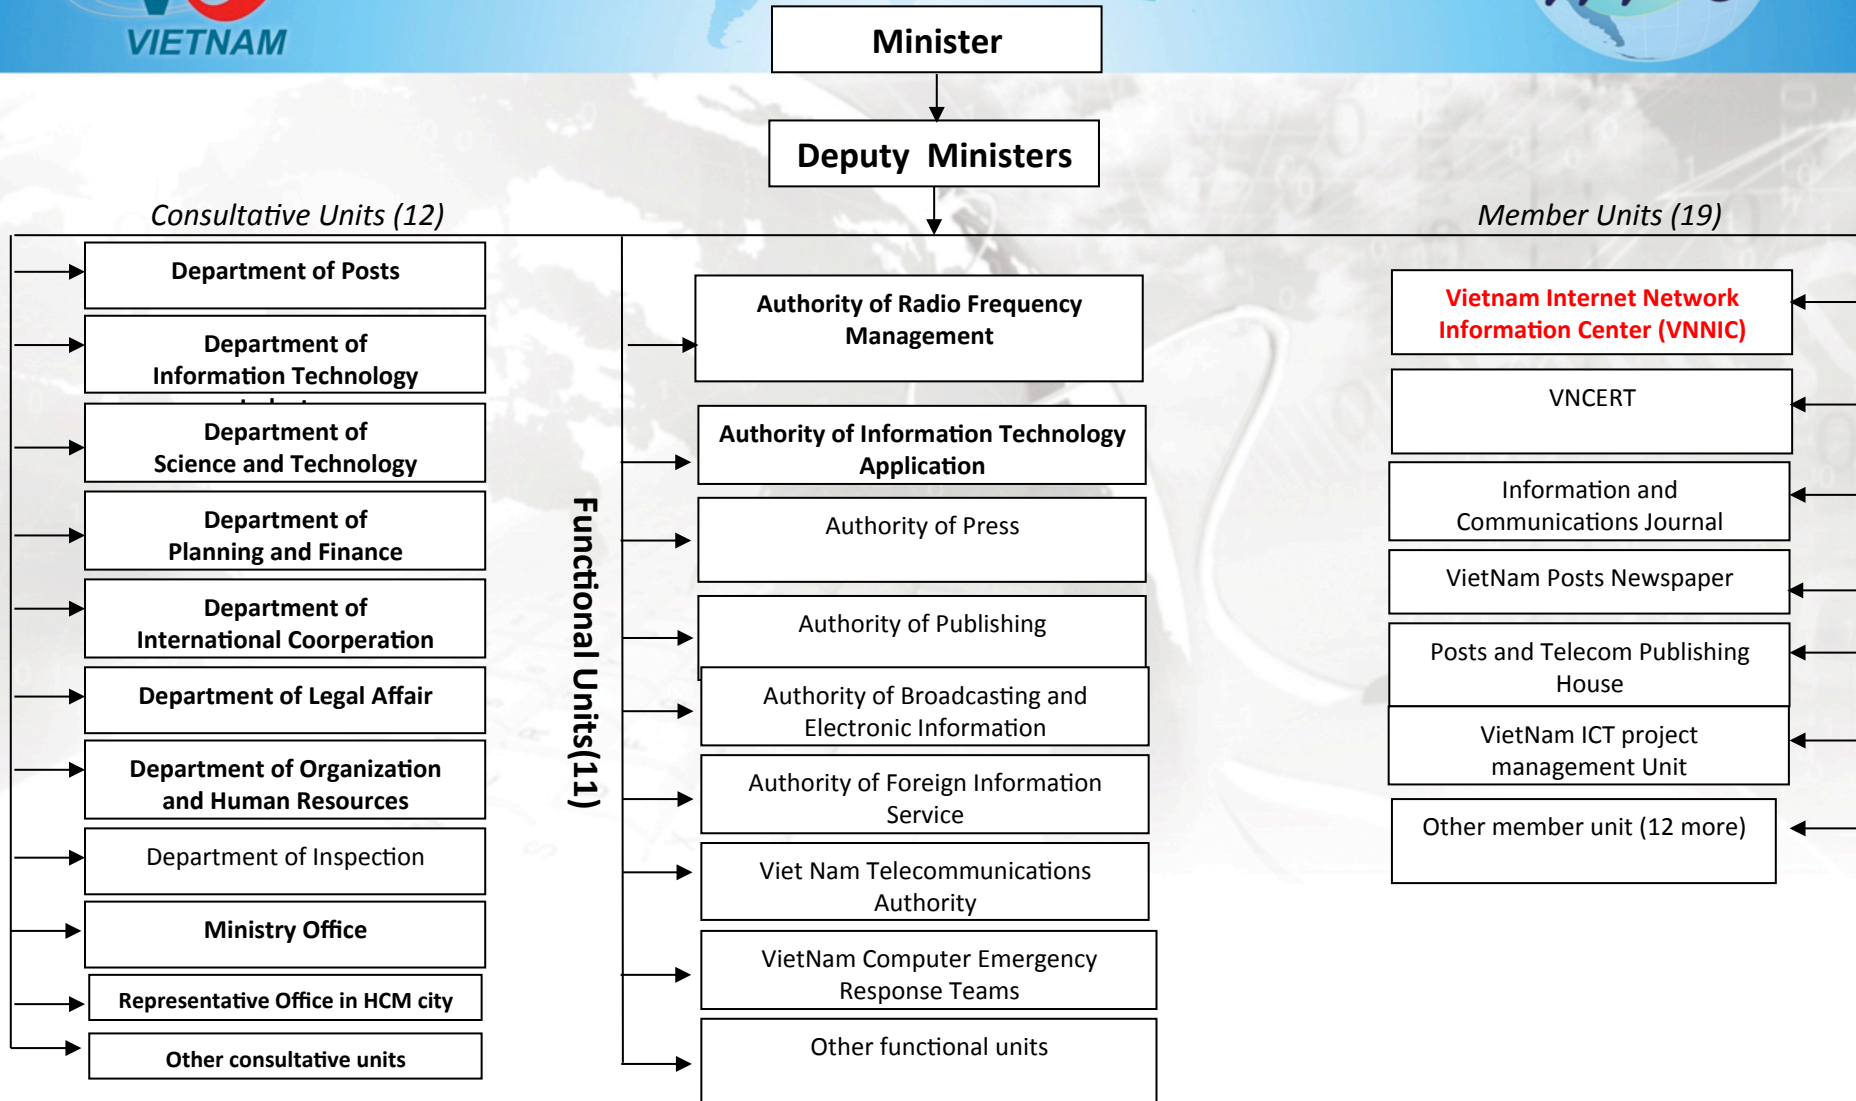 VIETNAM
Minister
Deputy Ministers
Consultative Units (12)
Department of Posts
Department of
Information Technology
Department of
Science and Technology
Department of
Planning and Finance
Department of
International Coorperation
Department of Legal Affair
Department of Organization
and Human Resources
Department of Inspection
Ministry Office
Representative Office in HCM city
Other consultative units
Functional Units(11)
Authority of Radio Frequency
Management
Authority of Information Technology
Application
Authority of Press
Authority of Publishing
Authority of Broadcasting and
Electronic Information
Authority of Foreign Information
Service
Viet Nam Telecommunications
Authority
VietNam Computer Emergency
Response Teams
Other functional units
Member Units (19)
Vietnam Internet Network
Information Center (VNNIC)
VNCERT
Information and
Communications Journal
VietNam Posts Newspaper
Posts and Telecom Publishing
House
VietNam ICT project
management Unit
Other member unit (12 more)